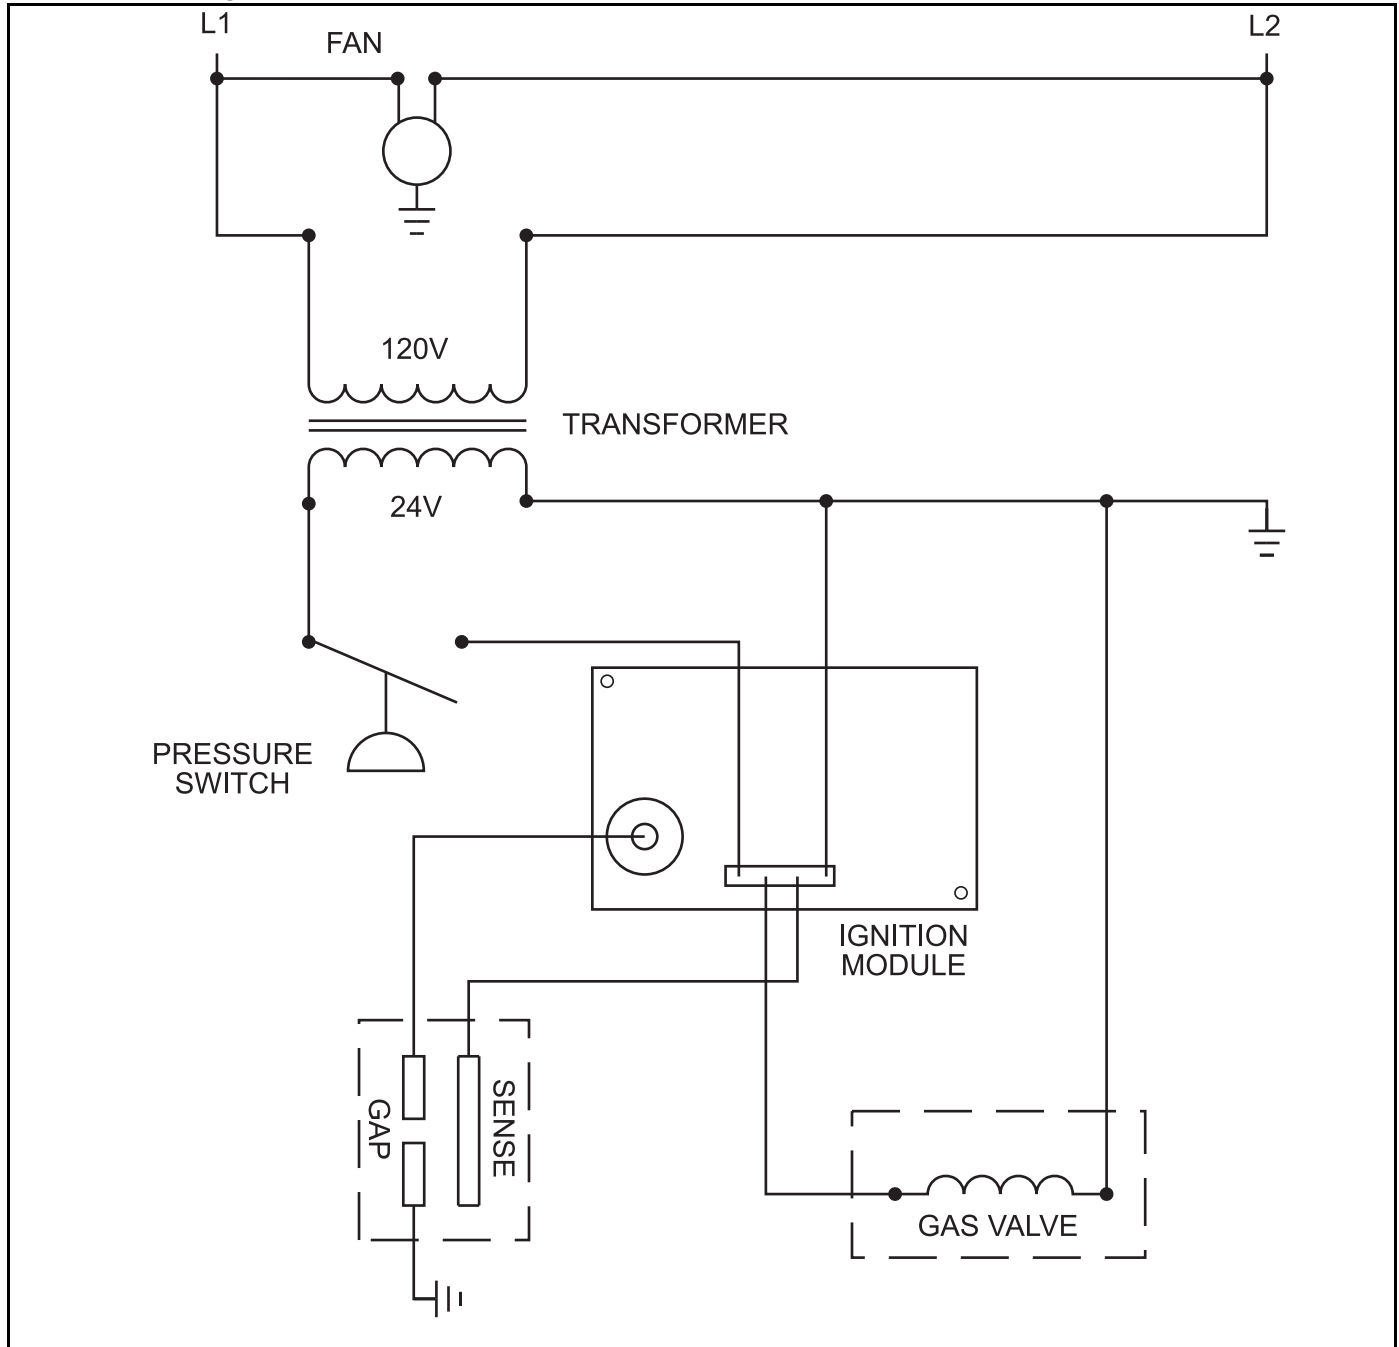 L1
FAN
L2
120V
TRANSFORMER
24V
PRESSURE
SWITCH
IGNITION
MODULE
GAP
SENSE
GAS VALVE